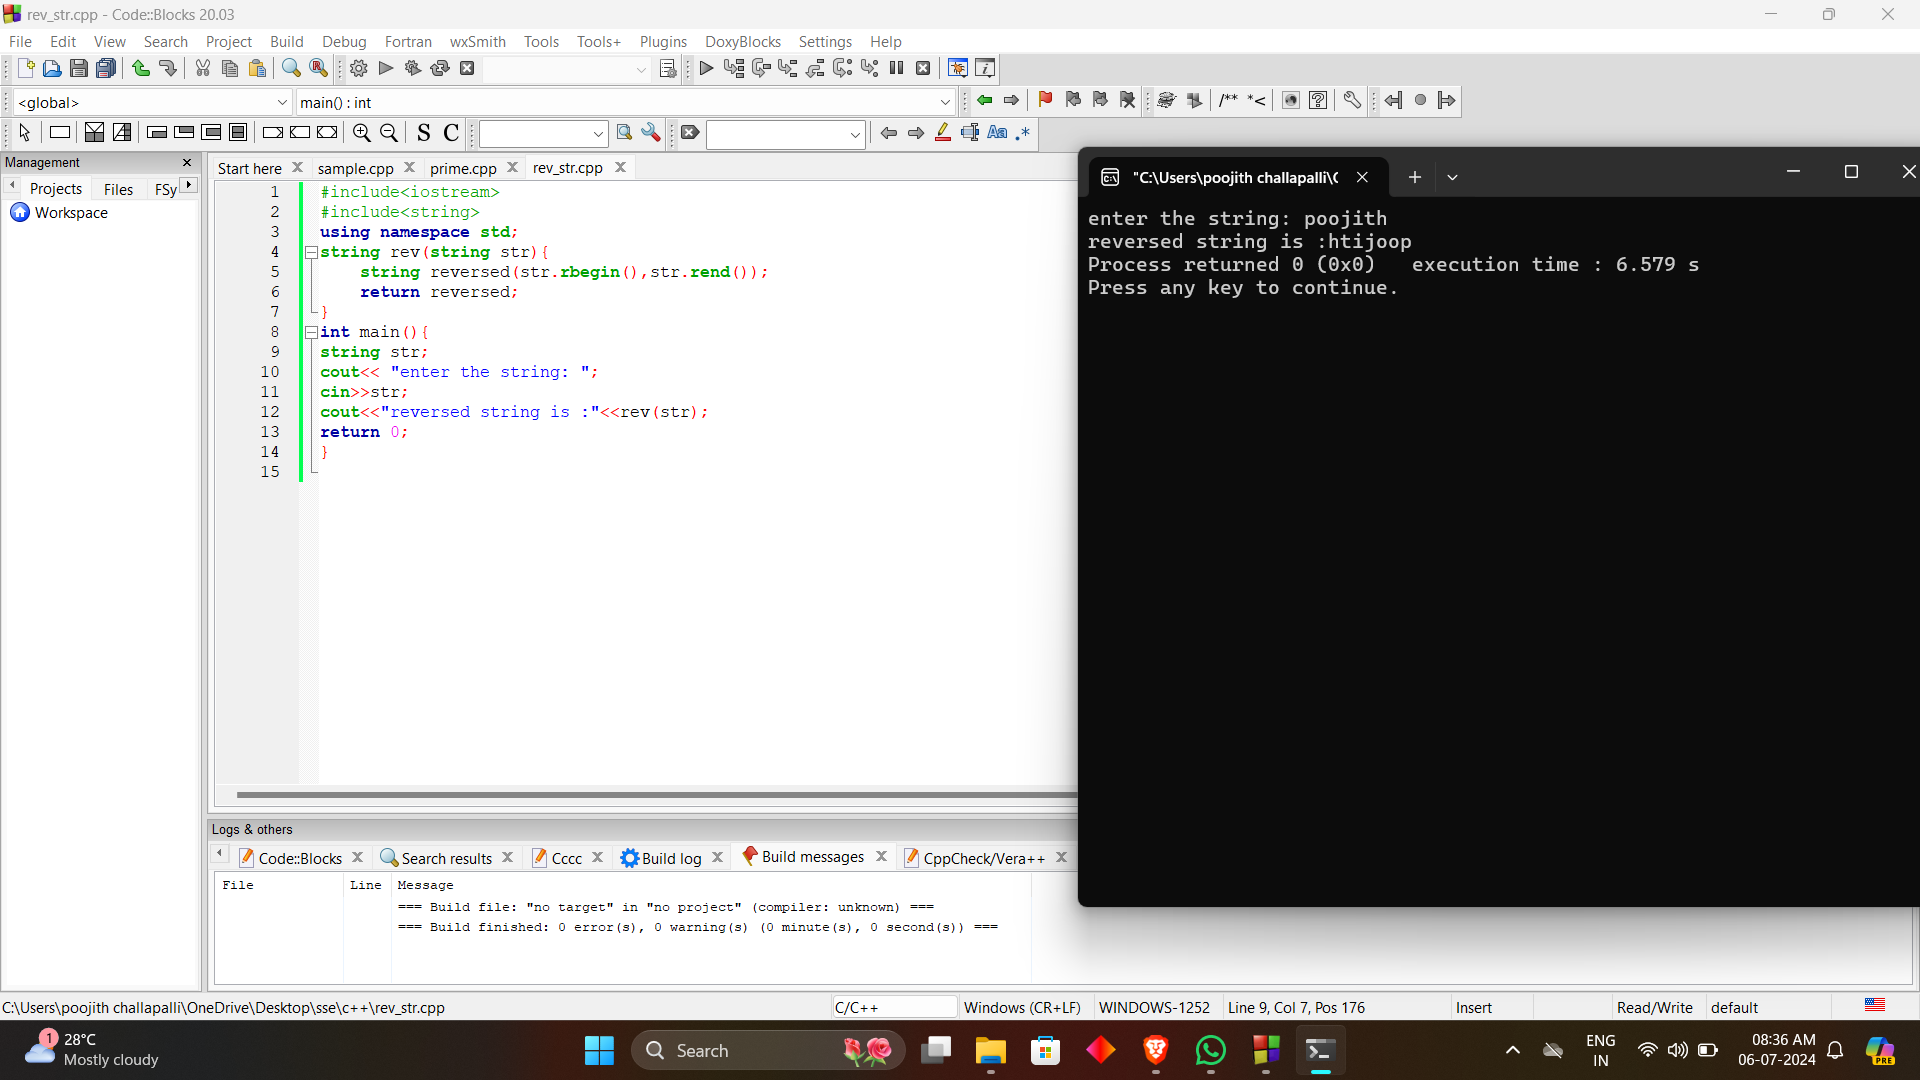 rev_str.cpp - Code::Blocks 20.03
File Edit View Search Project Build Debug Fortran wxSmith Tools Tools+ Plugins DoxyBlocks Settings Help
<global> main() : int /** *<
S C Aa .*
Management
Projects Files FSy
Workspace
Start here sample.cpp prime.cpp rev_str.cpp
1 #include<iostream>
2 #include<string>
3 using namespace std;
4 string rev(string str){
5 string reversed(str.rbegin(),str.rend());
6 return reversed;
7 }
8 int main(){
9 string str;
10 cout<< "enter the string: ";
11 cin>>str;
12 cout<<"reversed string is :"<<rev(str);
13 return 0;
14 }
15
"C:\Users\poojith challapalli\C
enter the string: poojith
reversed string is :htijoop
Process returned 0 (0x0)   execution time : 6.579 s
Press any key to continue.
Logs & others
Code::Blocks Search results Cccc Build log Build messages CppCheck/Vera++
File Line Message
=== Build file: "no target" in "no project" (compiler: unknown) ===
=== Build finished: 0 error(s), 0 warning(s) (0 minute(s), 0 second(s)) ===
C:\Users\poojith challapalli\OneDrive\Desktop\sse\c++\rev_str.cpp C/C++ Windows (CR+LF) WINDOWS-1252 Line 9, Col 7, Pos 176 Insert Read/Write default
1 28°C
Mostly cloudy
Search
ENG
IN
08:36 AM
06-07-2024
PRE